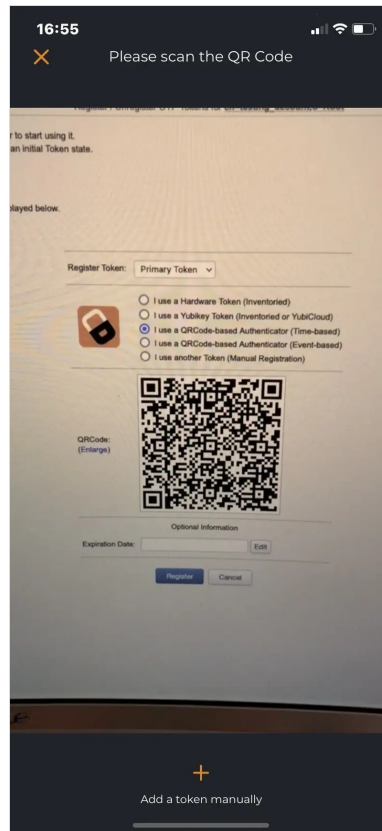 16:55
Please scan the QR Code
r to start using it.
an initial Token state.
played below.
Register Token: Primary Token
I use a Hardware Token (Inventoried)
I use a Yubikey Token (Inventoried or YubiCloud)
I use a QRCode-based Authenticator (Time-based)
I use a QRCode-based Authenticator (Event-based)
I use another Token (Manual Registration)
QRCode:
(Enlarge)
Optional Information
Expiration Date: Edit
Register Cancel
Add a token manually